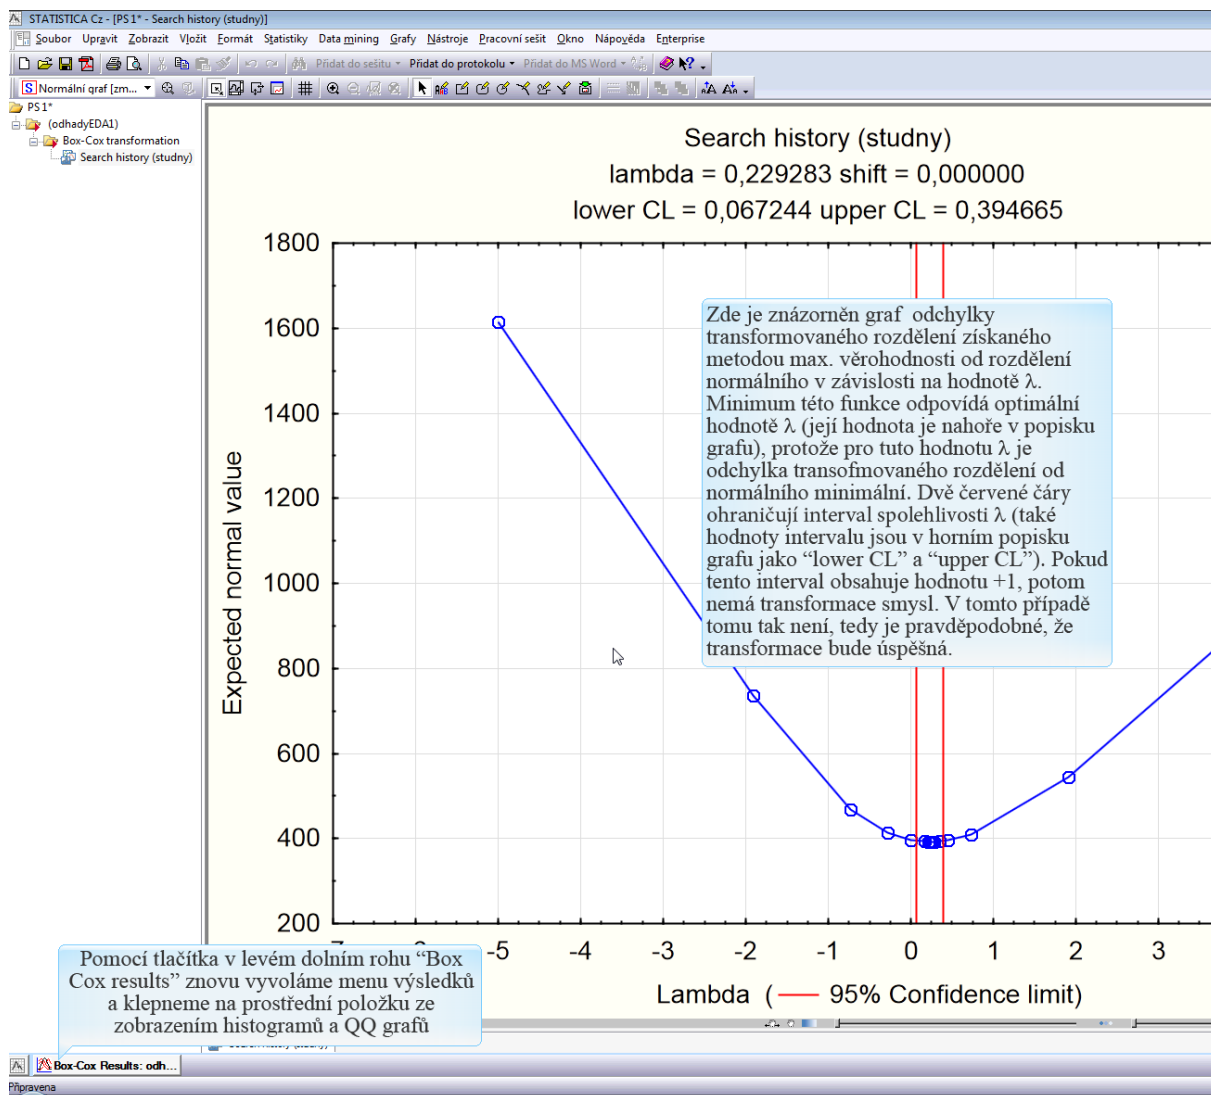 STATISTICA Cz - [PS1* - Search history (studny)]
Soubor Upravit Zobrazit Vložit Formát Statistiky Data mining Grafy Nástroje Pracovní sešit Okno Nápověda Enterprise
Přidat do sešitu Přidat do protokolu Přidat do MS Word
Normální graf [zm...
PS1*
(odhadyEDA1)
Box-Cox transformation
Search history (studny)
Search history (studny)
lambda = 0,229283 shift = 0,000000
lower CL = 0,067244 upper CL = 0,394665
1800
1600
1400
1200
1000
800
600
400
200
Expected normal value
Zde je znázorněn graf odchylky
transformovaného rozdělení získaného
metodou max. věrohodnosti od rozdělení
normálního v závislosti na hodnotě λ.
Minimum této funkce odpovídá optimální
hodnotě λ (její hodnota je nahoře v popisku
grafu), protože pro tuto hodnotu λ je
odchylka transofmovaného rozdělení od
normálního minimální. Dvě červené čáry
ohraničují interval spolehlivosti λ (také
hodnoty intervalu jsou v horním popisku
grafu jako “lower CL” a “upper CL”). Pokud
tento interval obsahuje hodnotu +1, potom
nemá transformace smysl. V tomto případě
tomu tak není, tedy je pravděpodobné, že
transformace bude úspěšná.
-5 -4 -3 -2 -1 0 1 2 3
Lambda ( — 95% Confidence limit)
Pomocí tlačítka v levém dolním rohu “Box
Cox results” znovu vyvoláme menu výsledků
a klepneme na prostřední položku ze
zobrazením histogramů a QQ grafů
Box-Cox Results: odh...
Připravena